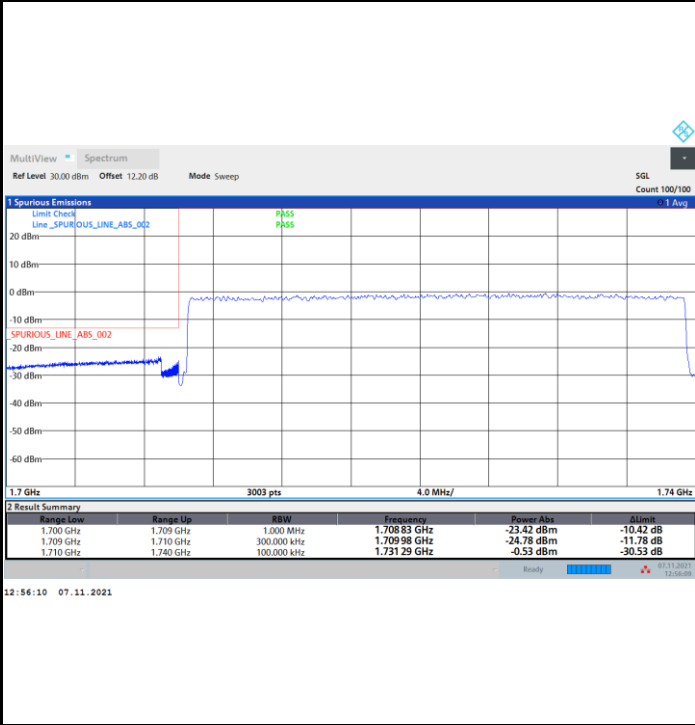 MultiView Spectrum
Ref Level 30.00 dBm Offset 12.20 dB Mode Sweep SGL
Count 100/100
1 Spurious Emissions 1 Avg
Limit Check PASS
Line _SPURIOUS_LINE_ABS_002 PASS
20 dBm
10 dBm
0 dBm
-10 dBm
_SPURIOUS_LINE_ABS_002
-20 dBm
-30 dBm
-40 dBm
-50 dBm
-60 dBm
1.7 GHz 3003 pts 4.0 MHz/ 1.74 GHz
2 Result Summary
Range Low Range Up RBW Frequency Power Abs ΔLimit
1.700 GHz 1.709 GHz 1.000 MHz 1.70883 GHz -23.42 dBm -10.42 dB
1.709 GHz 1.710 GHz 300.000 kHz 1.70998 GHz -24.78 dBm -11.78 dB
1.710 GHz 1.740 GHz 100.000 kHz 1.73129 GHz -0.53 dBm -30.53 dB
Ready 07.11.2021
12:56:09
12:56:10 07.11.2021